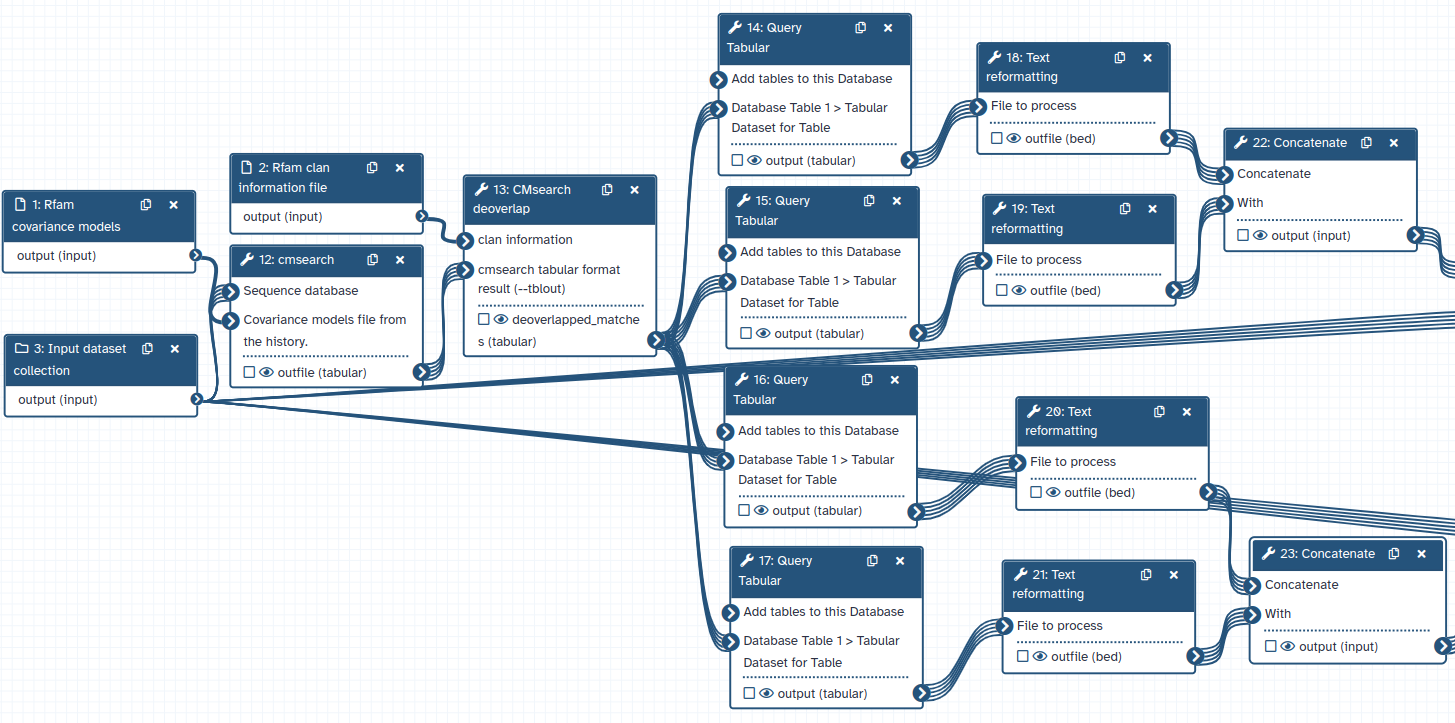 1: Rfam
covariance models
output (input)
2: Rfam clan
information file
output (input)
3: Input dataset
collection
output (input)
12: cmsearch
Sequence database
Covariance models file from
the history.
outfile (tabular)
13: CMsearch
deoverlap
clan information
cmsearch tabular format
result (--tblout)
deoverlapped_matche
s (tabular)
14: Query
Tabular
Add tables to this Database
Database Table 1 > Tabular
Dataset for Table
output (tabular)
15: Query
Tabular
Add tables to this Database
Database Table 1 > Tabular
Dataset for Table
output (tabular)
16: Query
Tabular
Add tables to this Database
Database Table 1 > Tabular
Dataset for Table
output (tabular)
17: Query
Tabular
Add tables to this Database
Database Table 1 > Tabular
Dataset for Table
output (tabular)
18: Text
reformatting
File to process
outfile (bed)
19: Text
reformatting
File to process
outfile (bed)
20: Text
reformatting
File to process
outfile (bed)
21: Text
reformatting
File to process
outfile (bed)
22: Concatenate
Concatenate
With
output (input)
23: Concatenate
Concatenate
With
output (input)